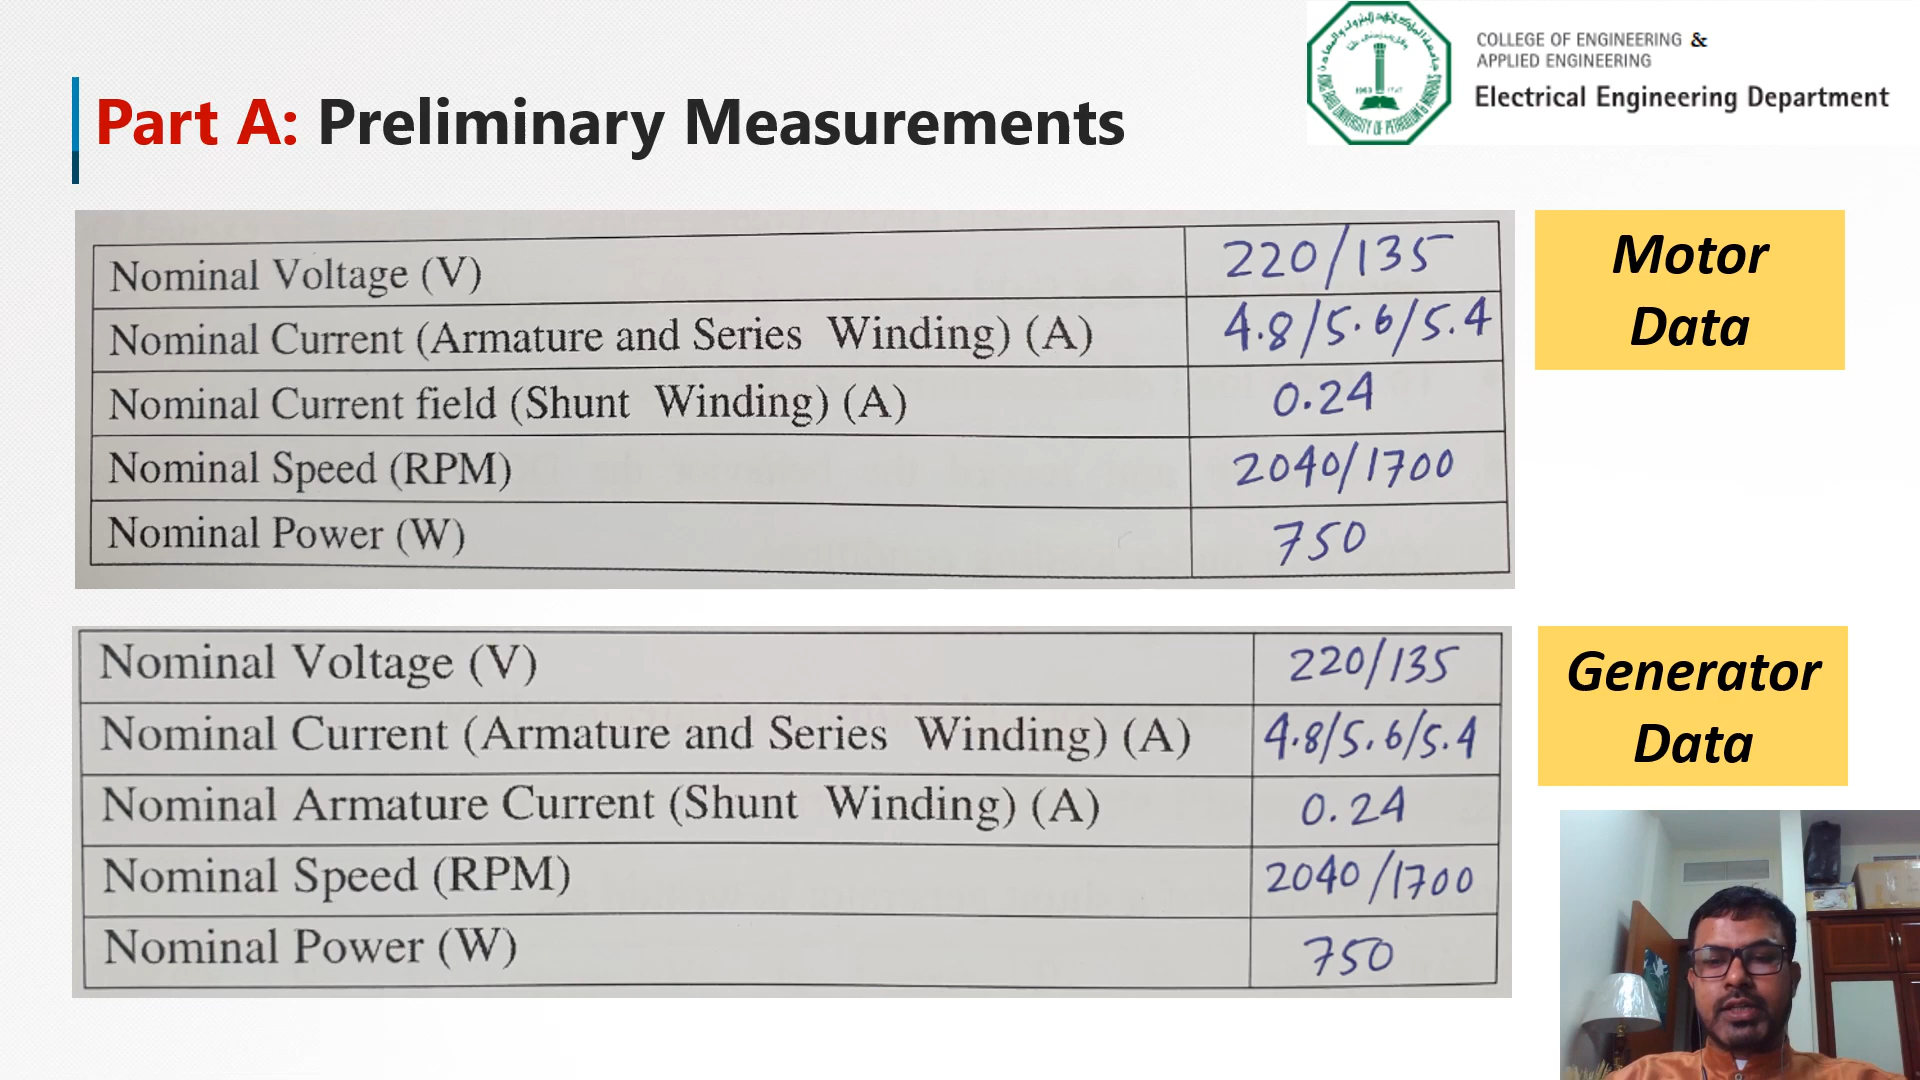 COLLEGE OF ENGINEERING &
APPLIED ENGINEERING
Electrical Engineering Department
Part A: Preliminary Measurements
Nominal Voltage (V) 220/135
Nominal Current (Armature and Series Winding) (A) 4.8/5.6/5.4
Nominal Current field (Shunt Winding) (A) 0.24
Nominal Speed (RPM) 2040/1700
Nominal Power (W) 750
Motor
Data
Nominal Voltage (V) 220/135
Nominal Current (Armature and Series Winding) (A) 4.8/5.6/5.4
Nominal Armature Current (Shunt Winding) (A) 0.24
Nominal Speed (RPM) 2040/1700
Nominal Power (W) 750
Generator
Data